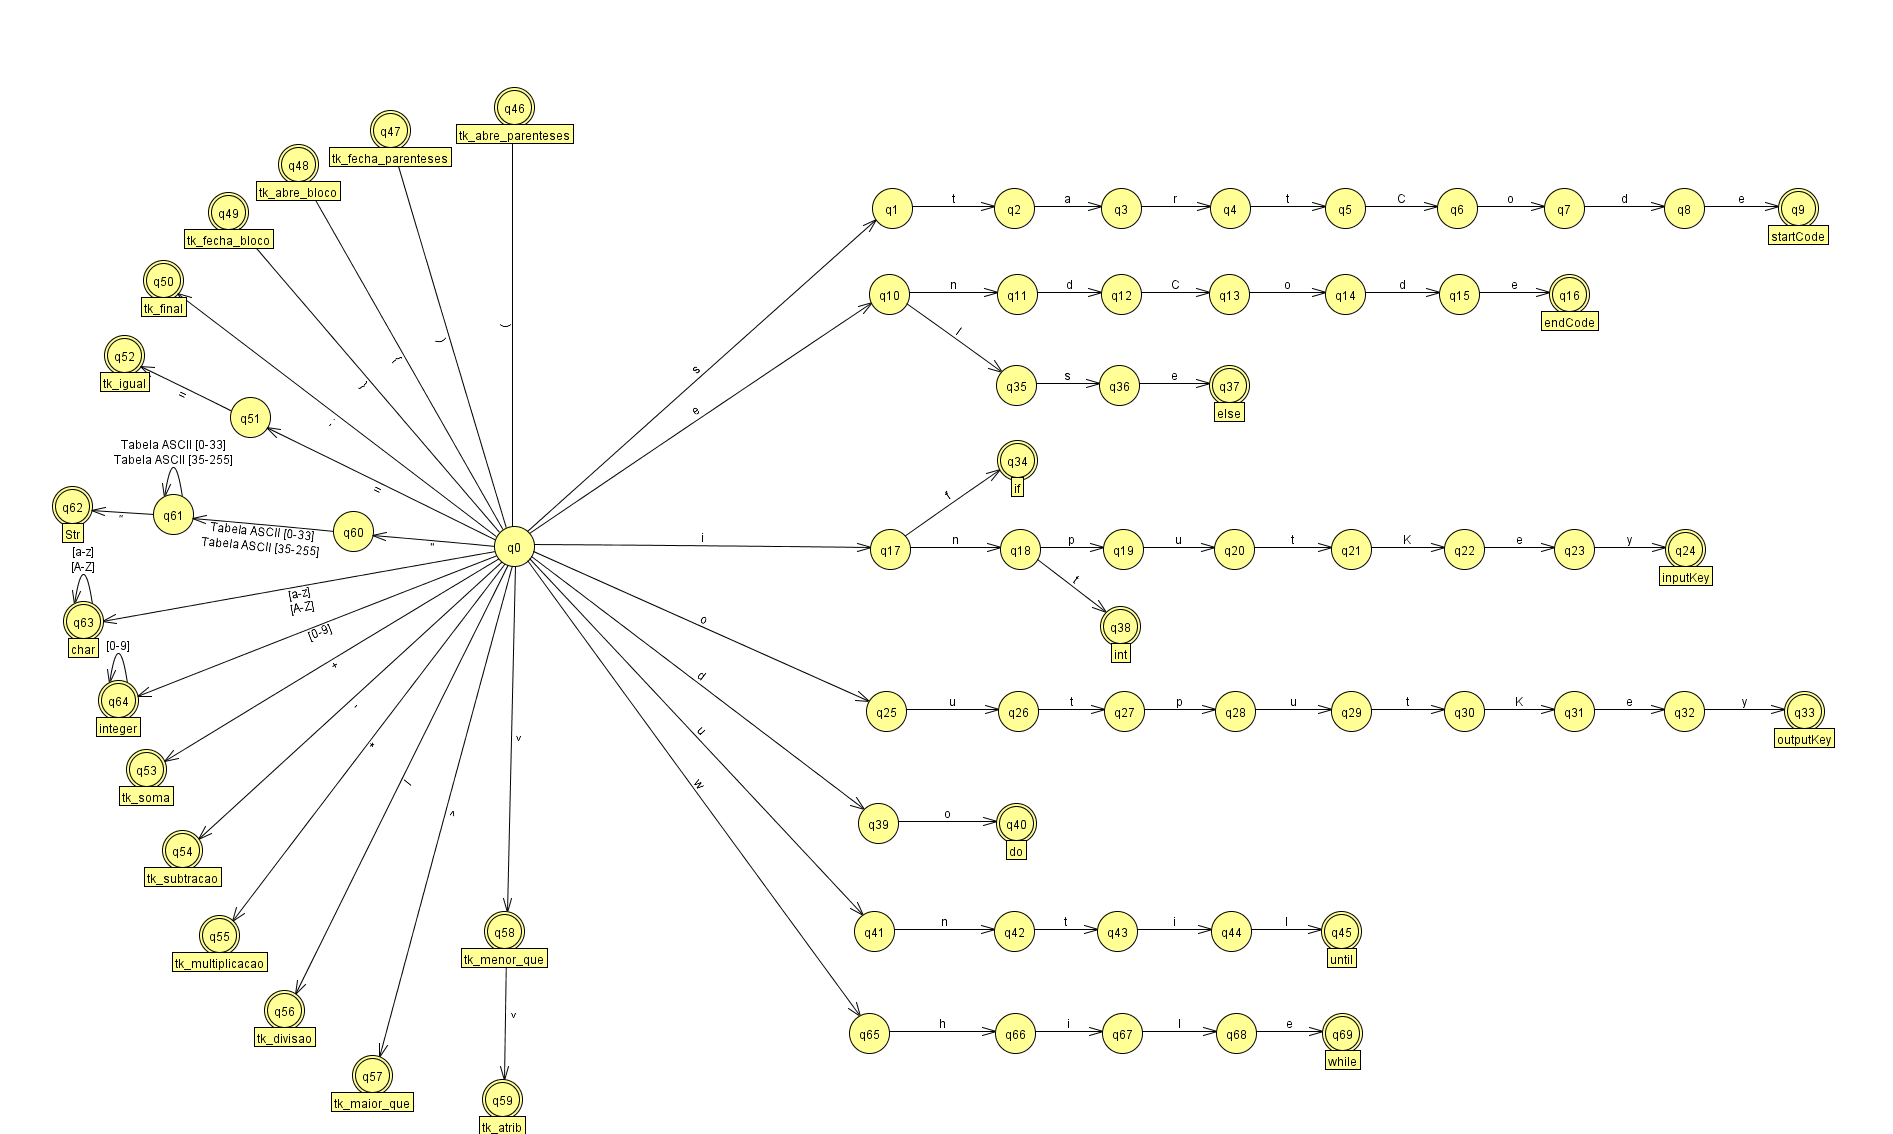 q46
tk_abre_parenteses
q47
tk_fecha_parenteses
q48
tk_abre_bloco
q49
tk_fecha_bloco
q50
tk_final
q52
tk_igual
q51
=
=
;
}
{
)
(
Tabela ASCII [0-33]
Tabela ASCII [35-255]
q62
Str
"
q61
Tabela ASCII [0-33]
Tabela ASCII [35-255]
q60
"
q0
[a-z]
[A-Z]
q63
char
[a-z]
[A-Z]
[0-9]
q64
integer
[0-9]
q53
tk_soma
+
q54
tk_subtracao
-
q55
tk_multiplicacao
*
q56
tk_divisao
/
q57
tk_maior_que
>
q58
tk_menor_que
<
<
q59
tk_atrib
s
q1
t
q2
a
q3
r
q4
t
q5
C
q6
o
q7
d
q8
e
q9
startCode
e
q10
n
q11
d
q12
C
q13
o
q14
d
q15
e
q16
endCode
l
q35
s
q36
e
q37
else
f
q34
if
i
q17
n
q18
p
q19
u
q20
t
q21
K
q22
e
q23
y
q24
inputKey
t
q38
int
o
q25
u
q26
t
q27
p
q28
u
q29
t
q30
K
q31
e
q32
y
q33
outputKey
d
q39
o
q40
do
u
q41
n
q42
t
q43
i
q44
l
q45
until
w
q65
h
q66
i
q67
l
q68
e
q69
while